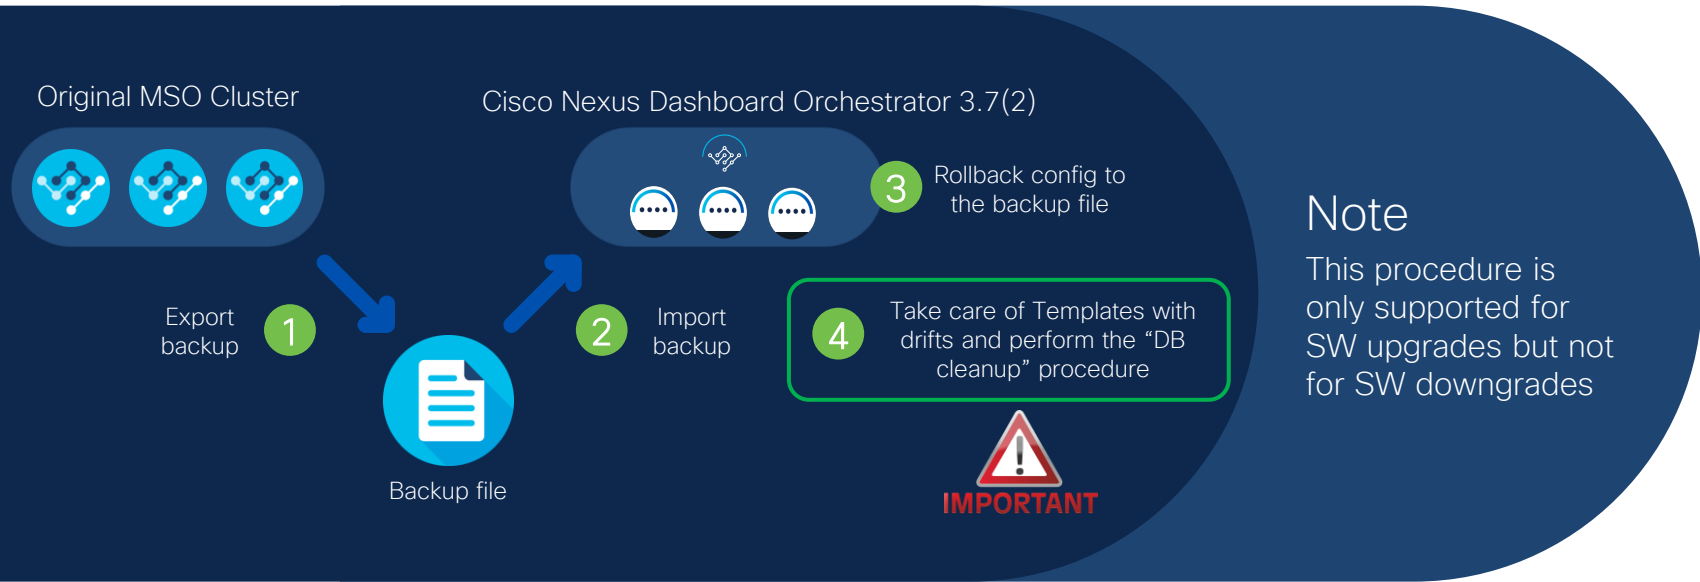 Original MSO Cluster
Cisco Nexus Dashboard Orchestrator 3.7(2)
3
Rollback config to
the backup file
Export
backup
1
2
Import
backup
4
Take care of Templates with
drifts and perform the “DB
cleanup” procedure
Backup file
IMPORTANT
Note
This procedure is
only supported for
SW upgrades but not
for SW downgrades